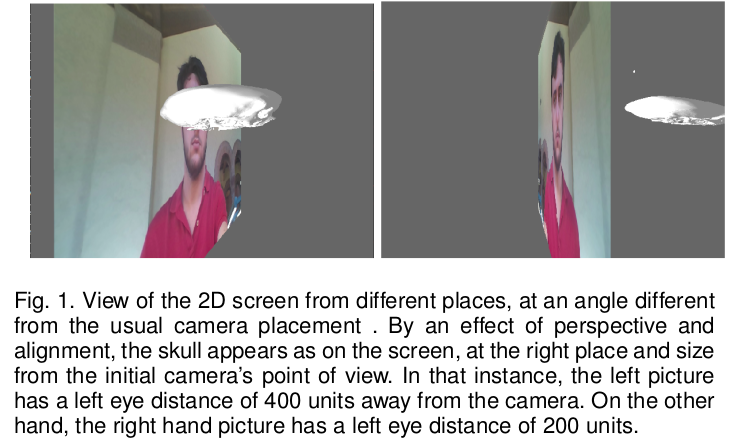 Fig. 1. View of the 2D screen from different places, at an angle different
from the usual camera placement . By an effect of perspective and
alignment, the skull appears as on the screen, at the right place and size
from the initial camera's point of view. In that instance, the left picture
has a left eye distance of 400 units away from the camera. On the other
hand, the right hand picture has a left eye distance of 200 units.